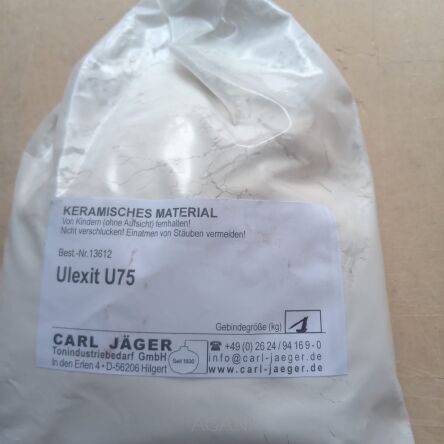 KERAMISCHES MATERIAL
Von Kindern (ohne Aufsicht) fernhalten!
Nicht verschlucken! Einatmen von Stäuben vermeiden!
Best.-Nr.13612
Ulexit U75
Gebindegröße (kg) 1
CARL JÄGER
Tonindustriebedarf GmbH
In den Erlen 4 • D-56206 Hilgert
Seit 1930
☎ +49 (0) 26 24 / 94 16 9 - 0
info@carl-jaeger.de
www.carl-jaeger.de
AGANI